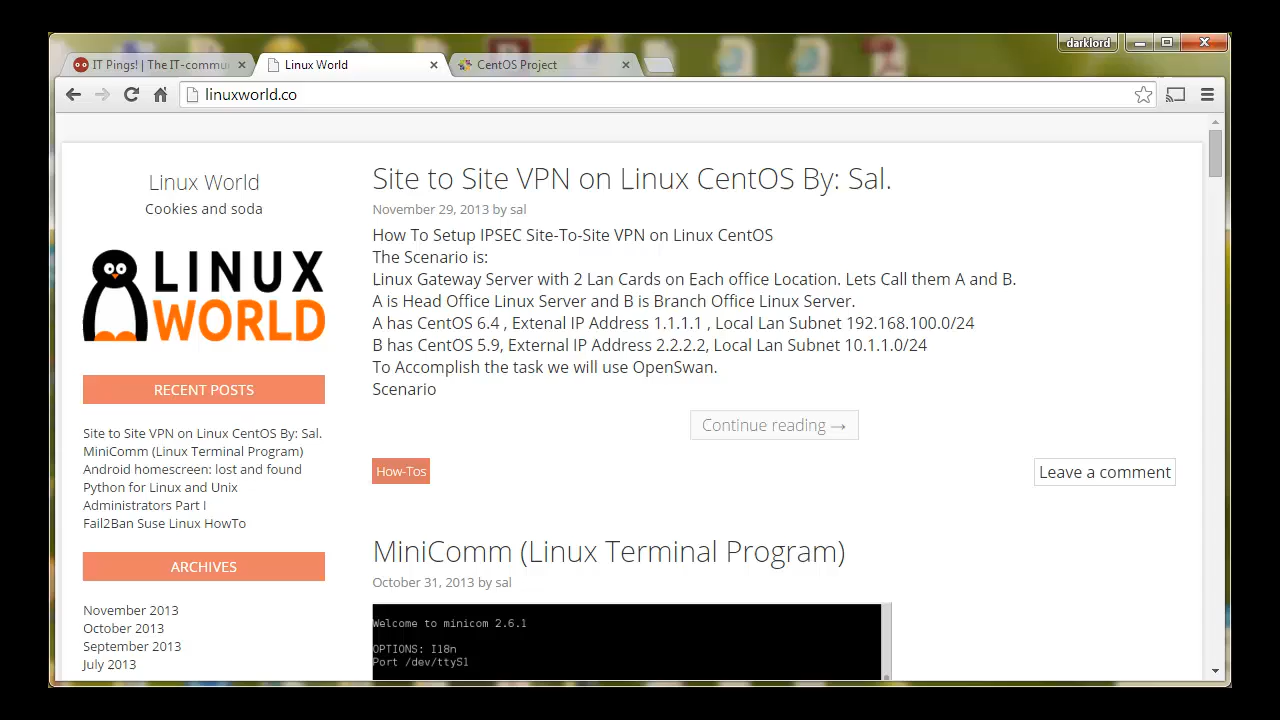 darklord
IT Pings! | The IT-commu
Linux World
CentOS Project
linuxworld.co
Linux World
Cookies and soda
LINUX
WORLD
RECENT POSTS
Site to Site VPN on Linux CentOS By: Sal.
MiniComm (Linux Terminal Program)
Android homescreen: lost and found
Python for Linux and Unix
Administrators Part I
Fail2Ban Suse Linux HowTo
ARCHIVES
November 2013
October 2013
September 2013
July 2013
Site to Site VPN on Linux CentOS By: Sal.
November 29, 2013 by sal
How To Setup IPSEC Site-To-Site VPN on Linux CentOS
The Scenario is:
Linux Gateway Server with 2 Lan Cards on Each office Location. Lets Call them A and B.
A is Head Office Linux Server and B is Branch Office Linux Server.
A has CentOS 6.4 , Extenal IP Address 1.1.1.1 , Local Lan Subnet 192.168.100.0/24
B has CentOS 5.9, External IP Address 2.2.2.2, Local Lan Subnet 10.1.1.0/24
To Accomplish the task we will use OpenSwan.
Scenario
Continue reading →
How-Tos
Leave a comment
MiniComm (Linux Terminal Program)
October 31, 2013 by sal
Welcome to minicom 2.6.1
OPTIONS: I18n
Port /dev/ttyS1